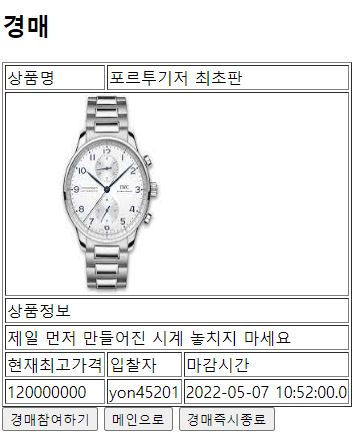 경매
상품명 포르투기저 최초판
IWC
상품정보
제일 먼저 만들어진 시계 놓치지 마세요
현재최고가격 입찰자 마감시간
120000000 yon45201 2022-05-07 10:52:00.0
경매참여하기 메인으로 경매즉시종료